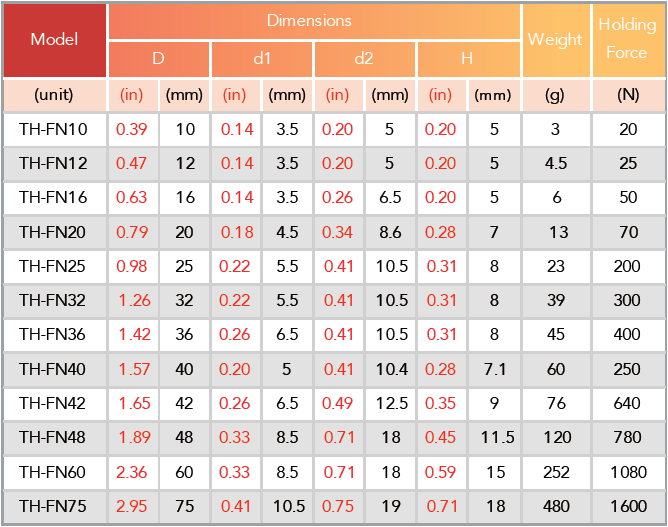 Model Dimensions Weight Holding Force
D d1 d2 H
(unit) (in) (mm) (in) (mm) (in) (mm) (in) (mm) (g) (N)
TH-FN10 0.39 10 0.14 3.5 0.20 5 0.20 5 3 20
TH-FN12 0.47 12 0.14 3.5 0.20 5 0.20 5 4.5 25
TH-FN16 0.63 16 0.14 3.5 0.26 6.5 0.20 5 6 50
TH-FN20 0.79 20 0.18 4.5 0.34 8.6 0.28 7 13 70
TH-FN25 0.98 25 0.22 5.5 0.41 10.5 0.31 8 23 200
TH-FN32 1.26 32 0.22 5.5 0.41 10.5 0.31 8 39 300
TH-FN36 1.42 36 0.26 6.5 0.41 10.5 0.31 8 45 400
TH-FN40 1.57 40 0.20 5 0.41 10.4 0.28 7.1 60 250
TH-FN42 1.65 42 0.26 6.5 0.49 12.5 0.35 9 76 640
TH-FN48 1.89 48 0.33 8.5 0.71 18 0.45 11.5 120 780
TH-FN60 2.36 60 0.33 8.5 0.71 18 0.59 15 252 1080
TH-FN75 2.95 75 0.41 10.5 0.75 19 0.71 18 480 1600